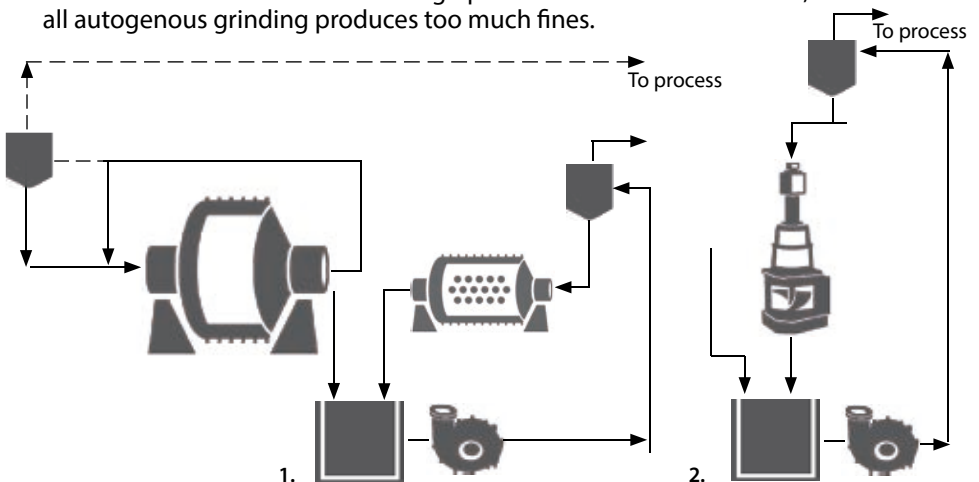 all autogenous grinding produces too much fines.
To process
To process
1.
2.